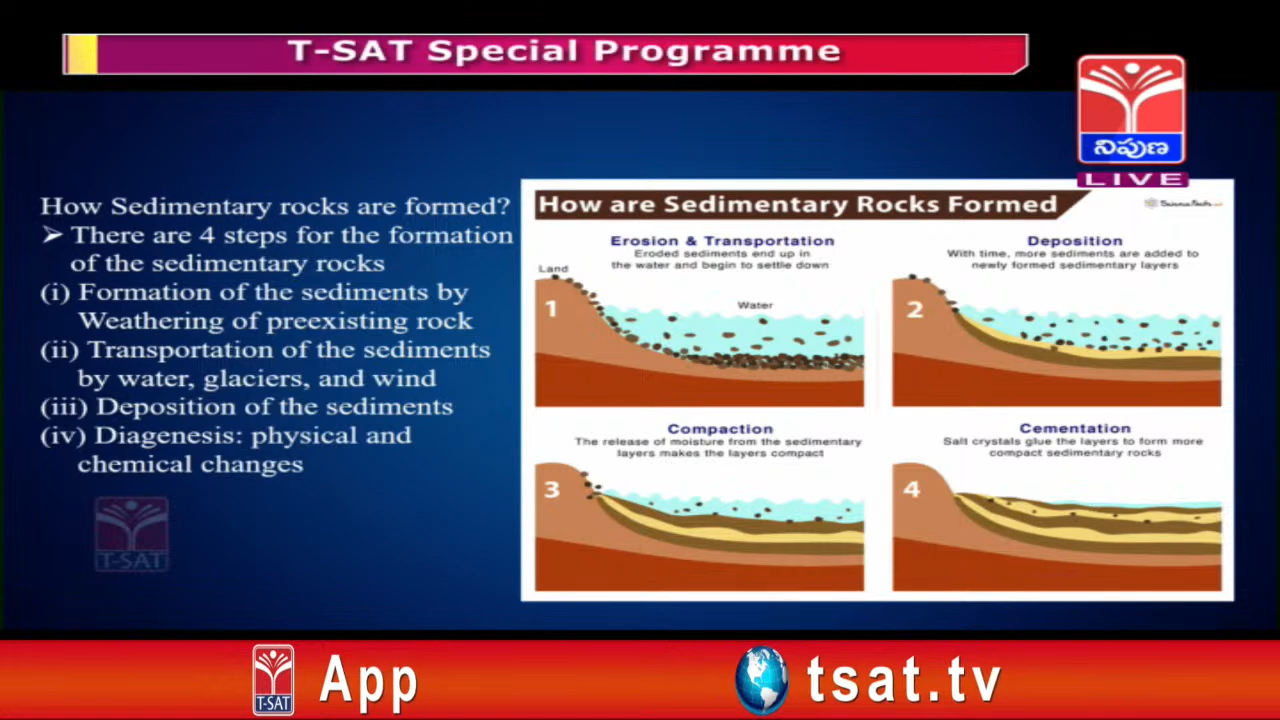 T-SAT Special Programme
నిపుణ
LIVE
How Sedimentary rocks are formed?
➢ There are 4 steps for the formation
of the sedimentary rocks
(i) Formation of the sediments by
Weathering of preexisting rock
(ii) Transportation of the sediments
by water, glaciers, and wind
(iii) Deposition of the sediments
(iv) Diagenesis: physical and
chemical changes
T-SAT
How are Sedimentary Rocks Formed
ScienceFacts.net
Erosion & Transportation
Eroded sediments end up in
the water and begin to settle down
Land
1
Water
Deposition
With time, more sediments are added to
newly formed sedimentary layers
2
Compaction
The release of moisture from the sedimentary
layers makes the layers compact
3
Cementation
Salt crystals glue the layers to form more
compact sedimentary rocks
4
T-SAT
App
tsat.tv